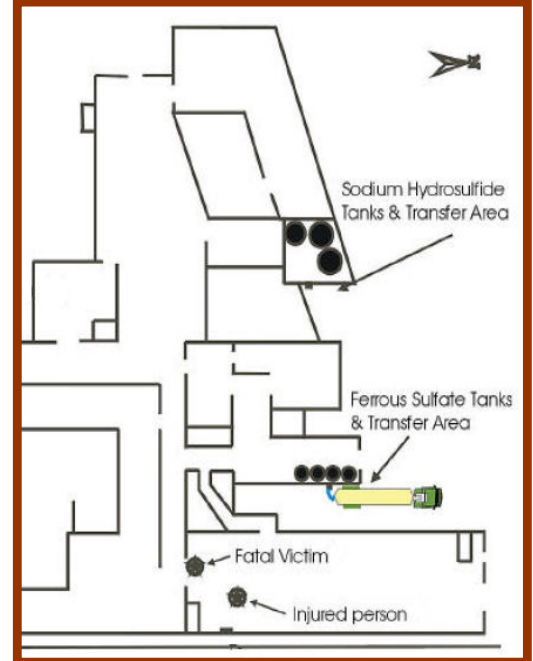 Sodium Hydrosulfide
Tanks & Transfer Area
Ferrous Sulfate Tanks
& Transfer Area
Fatal Victim
Injured person